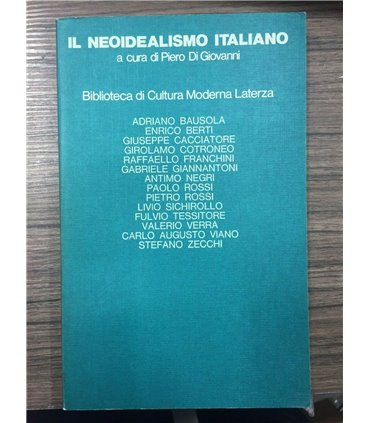 IL NEOIDEALISMO ITALIANO
a cura di Piero Di Giovanni
Biblioteca di Cultura Moderna Laterza
ADRIANO BAUSOLA
ENRICO BERTI
GIUSEPPE CACCIATORE
GIROLAMO COTRONEO
RAFFAELLO FRANCHINI
GABRIELE GIANNANTONI
ANTIMO NEGRI
PAOLO ROSSI
PIETRO ROSSI
LIVIO SICHIROLLO
FULVIO TESSITORE
VALERIO VERRA
CARLO AUGUSTO VIANO
STEFANO ZECCHI